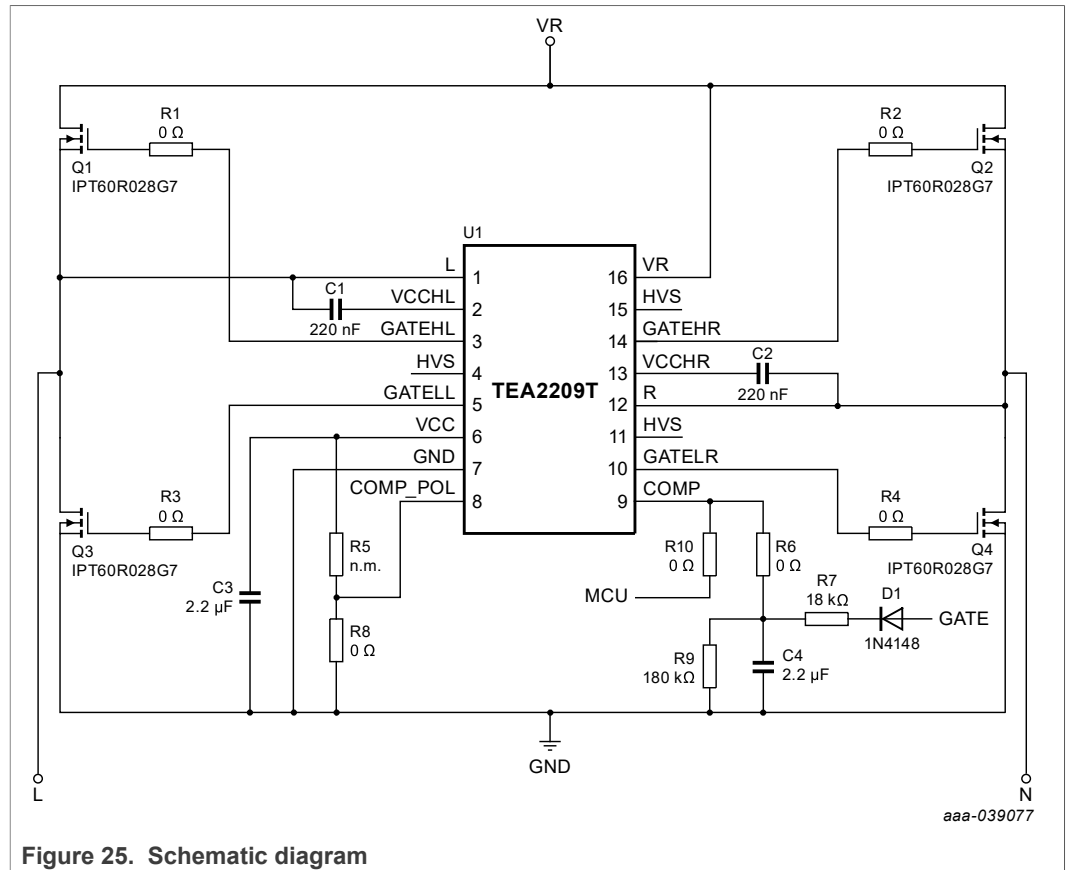 VR
R1
0 Ω
Q1
IPT60R028G7
R2
0 Ω
Q2
IPT60R028G7
U1
TEA2209T
L
1
VCCHL
2
GATEHL
3
HVS
4
GATELL
5
VCC
6
GND
7
COMP_POL
8
16
VR
15
HVS
14
GATEHR
13
VCCHR
12
R
11
HVS
10
GATELR
9
COMP
C1
220 nF
C2
220 nF
R3
0 Ω
Q3
IPT60R028G7
R4
0 Ω
Q4
IPT60R028G7
C3
2.2 µF
R5
n.m.
R8
0 Ω
R10
0 Ω
MCU
R6
0 Ω
R7
18 kΩ
D1
1N4148
GATE
R9
180 kΩ
C4
2.2 µF
GND
L
N
aaa-039077
Figure 25. Schematic diagram